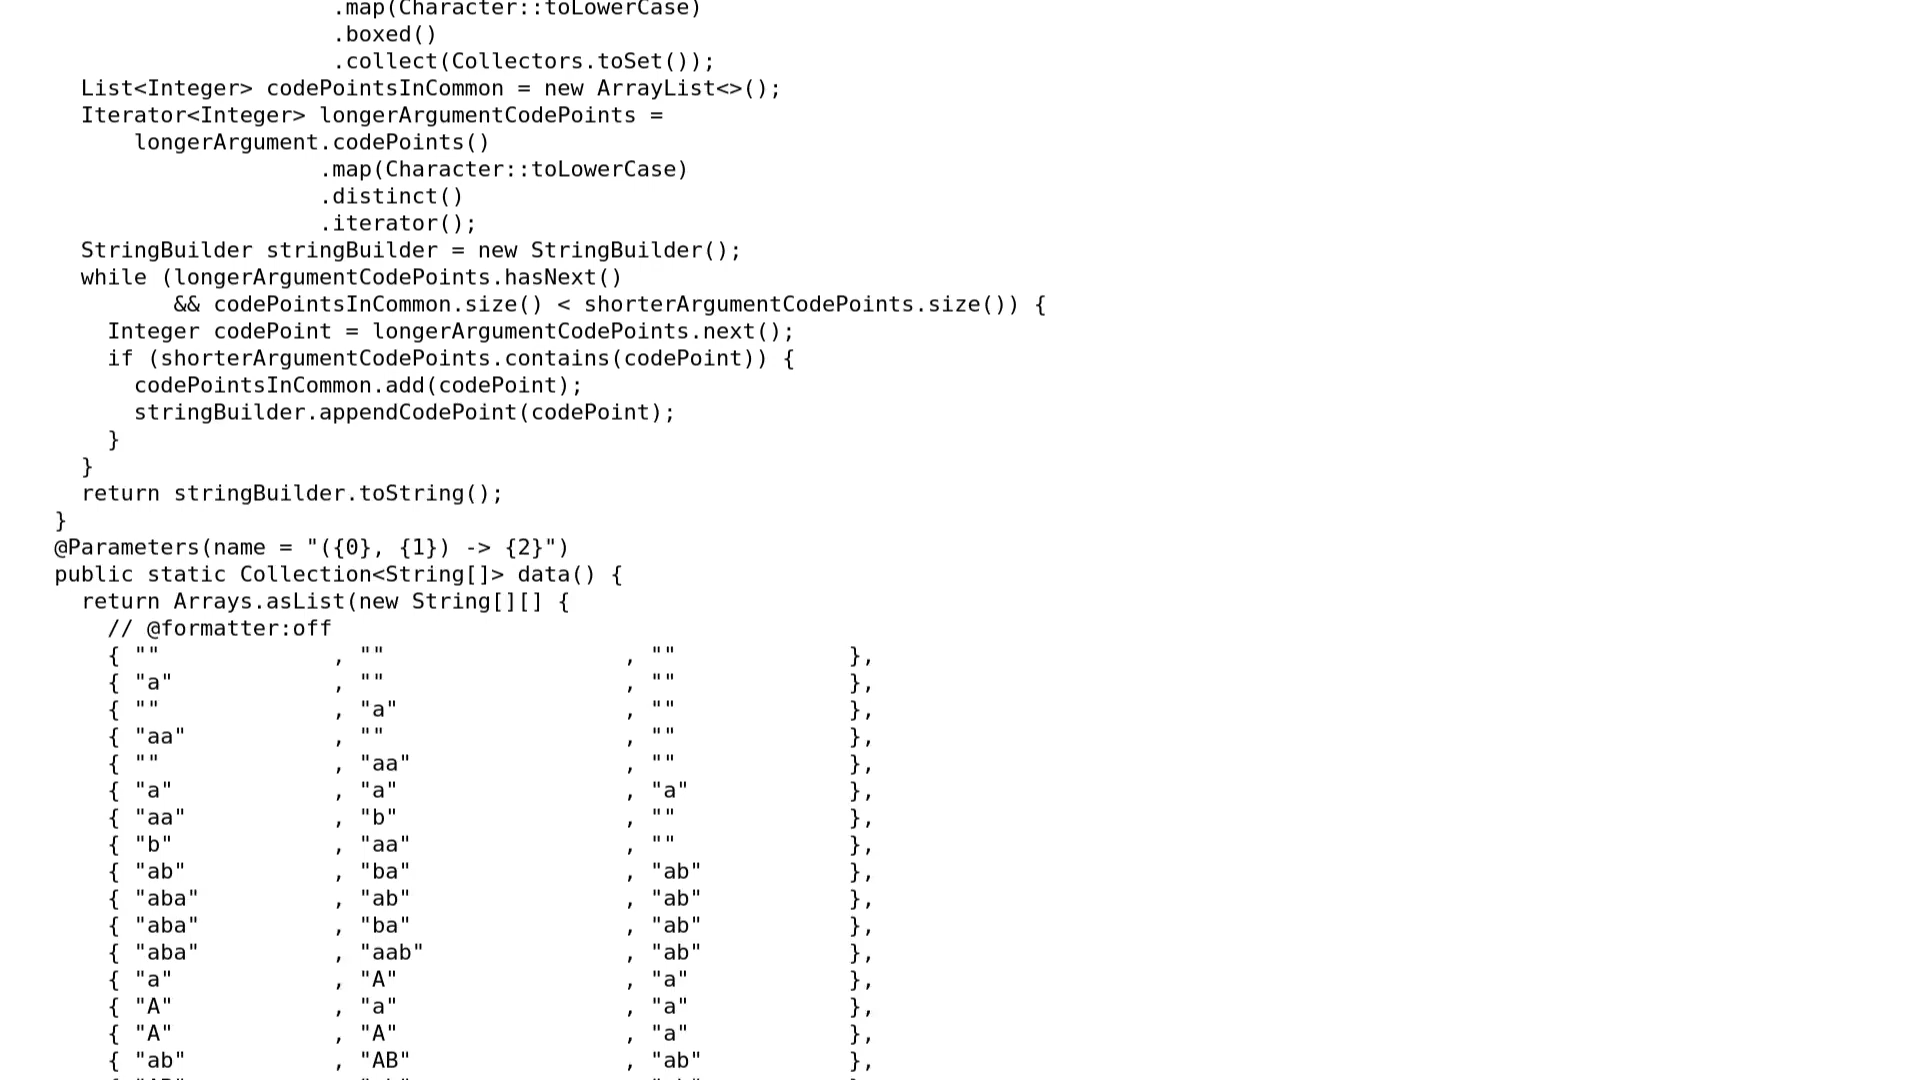 .map(Character::toLowerCase)
.boxed()
.collect(Collectors.toSet());
List<Integer> codePointsInCommon = new ArrayList<>();
Iterator<Integer> longerArgumentCodePoints =
longerArgument.codePoints()
.map(Character::toLowerCase)
.distinct()
.iterator();
StringBuilder stringBuilder = new StringBuilder();
while (longerArgumentCodePoints.hasNext()
&& codePointsInCommon.size() < shorterArgumentCodePoints.size()) {
Integer codePoint = longerArgumentCodePoints.next();
if (shorterArgumentCodePoints.contains(codePoint)) {
codePointsInCommon.add(codePoint);
stringBuilder.appendCodePoint(codePoint);
}
}
return stringBuilder.toString();
}
@Parameters(name = "({0}, {1}) -> {2}")
public static Collection<String[]> data() {
return Arrays.asList(new String[][] {
// @formatter:off
{ "" , "" , "" },
{ "a" , "" , "" },
{ "" , "a" , "" },
{ "aa" , "" , "" },
{ "" , "aa" , "" },
{ "a" , "a" , "a" },
{ "aa" , "b" , "" },
{ "b" , "aa" , "" },
{ "ab" , "ba" , "ab" },
{ "aba" , "ab" , "ab" },
{ "aba" , "ba" , "ab" },
{ "aba" , "aab" , "ab" },
{ "a" , "A" , "a" },
{ "A" , "a" , "a" },
{ "A" , "A" , "a" },
{ "ab" , "AB" , "ab" },